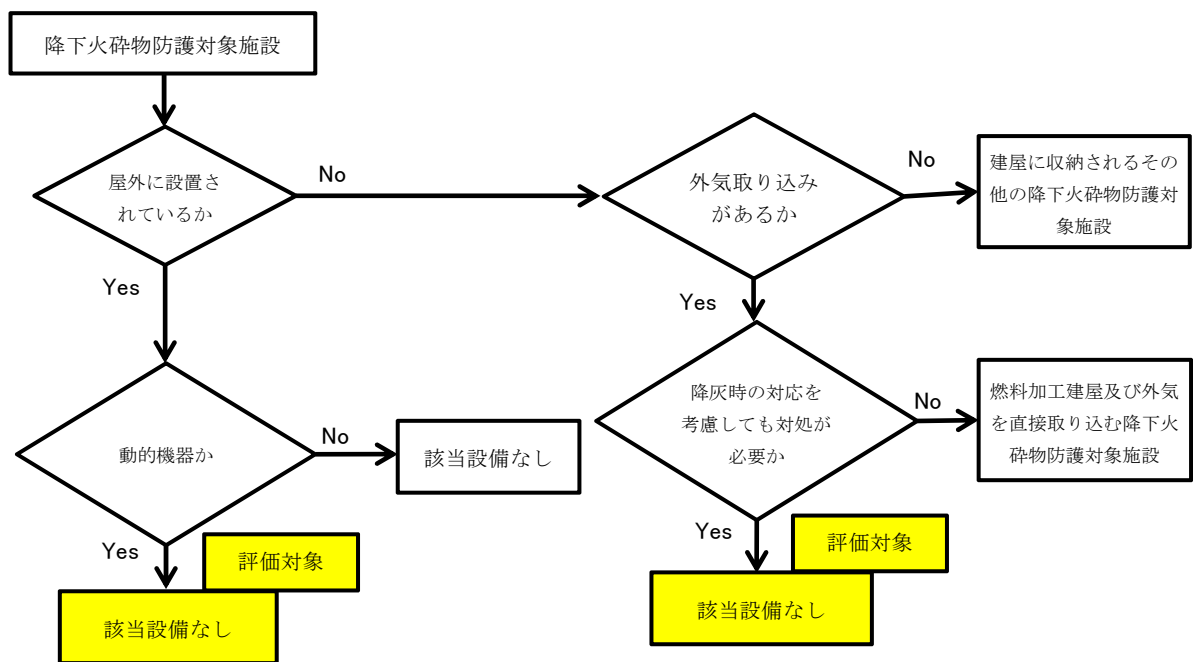 降下火砕物防護対象施設
屋外に設置さ
れているか
No
外気取り込み
があるか
No
建屋に収納されるその
他の降下火砕物防護対
象施設
Yes
Yes
動的機器か
No
該当設備なし
降灰時の対応を
考慮しても対処が
必要か
No
燃料加工建屋及び外気
を直接取り込む降下火
砕物防護対象施設
Yes
評価対象
該当設備なし
Yes
評価対象
該当設備なし